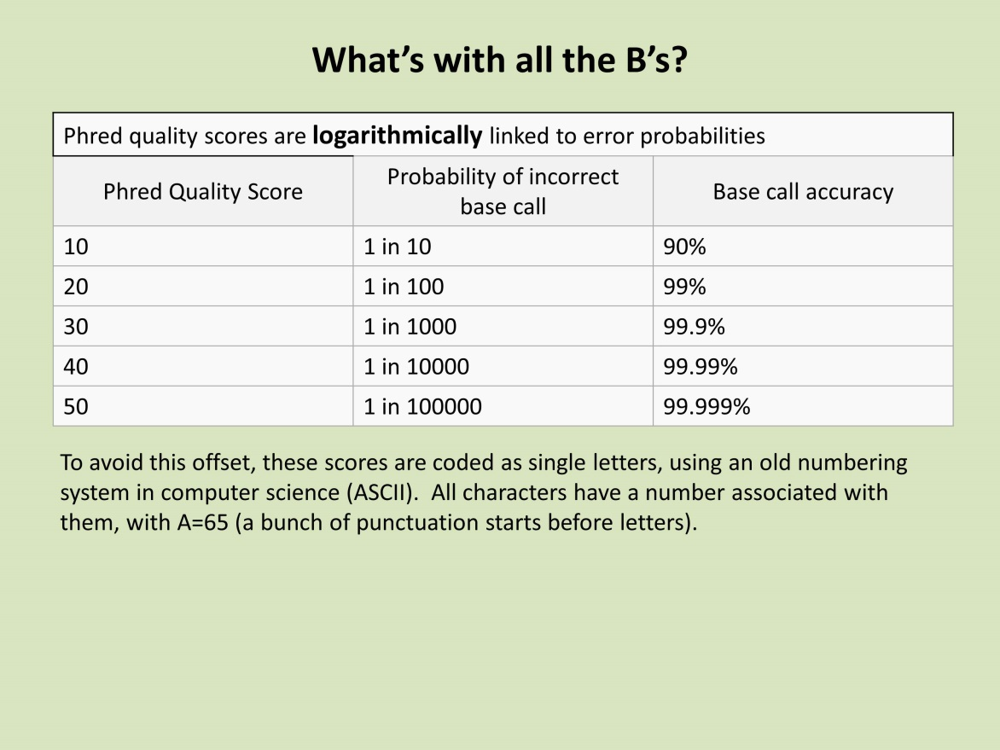 What’s with all the B’s?
Phred quality scores are logarithmically linked to error probabilities
Phred Quality Score
Probability of incorrect
base call
Base call accuracy
10 1 in 10 90%
20 1 in 100 99%
30 1 in 1000 99.9%
40 1 in 10000 99.99%
50 1 in 100000 99.999%
To avoid this offset, these scores are coded as single letters, using an old numbering
system in computer science (ASCII).  All characters have a number associated with
them, with A=65 (a bunch of punctuation starts before letters).